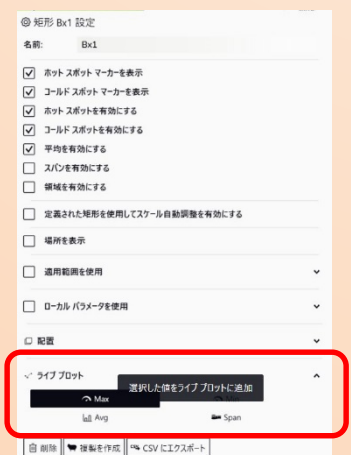 矩形 Bx1 設定
名前: Bx1
ホット スポット マーカーを表示
コールド スポット マーカーを表示
ホット スポットを有効にする
コールド スポットを有効にする
平均を有効にする
スパンを有効にする
領域を有効にする
定義された矩形を使用してスケール自動調整を有効にする
場所を表示
適用範囲を使用
ローカル パラメータを使用
配置
ライブ プロット
選択した値をライブ プロットに追加
Max
Avg Span
削除 複製を作成 CSV にエクスポート